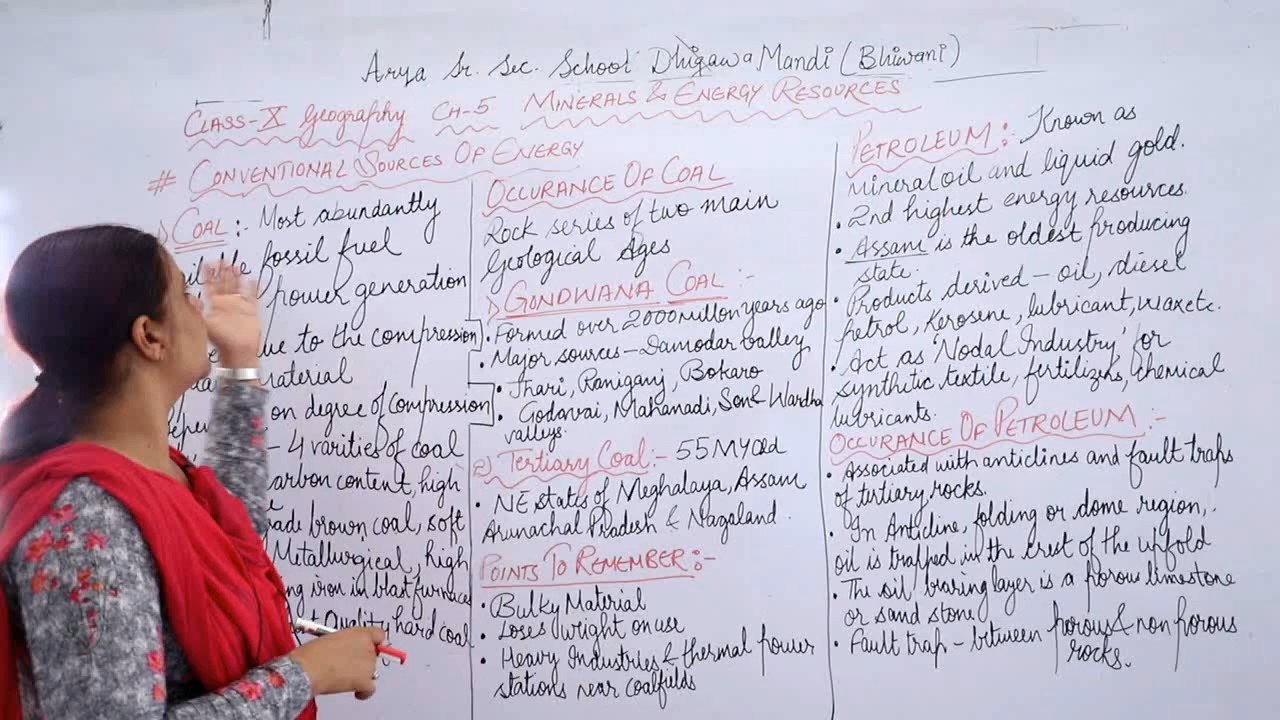 Arya Sr. Sec. School Dhigawa Mandi (Bhiwani)
CLASS-X Geography CH-5 MINERALS & ENERGY RESOURCES
# CONVENTIONAL SOURCES OF ENERGY
COAL :- Most abundantly
fossil fuel
power generation
to the compression
material
on degree of compression
- 4 varities of coal
carbon content, high
brown coal, soft
Metallurgical, high
iron in blast furnace
Quality hard coal
OCCURANCE OF COAL
Rock series of two main
Geological Ages
GONDWANA COAL :-
• Formed over 200 million years ago
• Major sources - Damodar valley
• Jhari, Raniganj, Bokaro
• Godavai, Mahanadi, Son & Wardha
valleys.
2) Tertiary Coal :- 55 MY Old
• NE states of Meghalaya, Assam
Arunachal Pradesh & Nagaland.
POINTS TO REMEMBER :-
• Bulky Material
• Loses wright on use
• Heavy Industries & thermal power
stations near coalfields
PETROLEUM :- Known as
Mineral oil and liquid gold.
• 2nd highest energy resources.
• Assam is the oldest producing
state.
• Products derived - oil, diesel
petrol, Kerosene, lubricant, wax etc.
• Act as 'Nodal Industry' for
synthetic textile, fertilizers, chemical
lubricants.
OCCURANCE OF PETROLEUM :-
• Associated with anticlines and fault traps
of tertiary rocks.
• In Anticline, folding or dome region,
oil is trapped in the crest of the upfold
• The oil bearing layer is a porous limestone
or sand stone
• Fault trap - between porous & non porous
rocks.